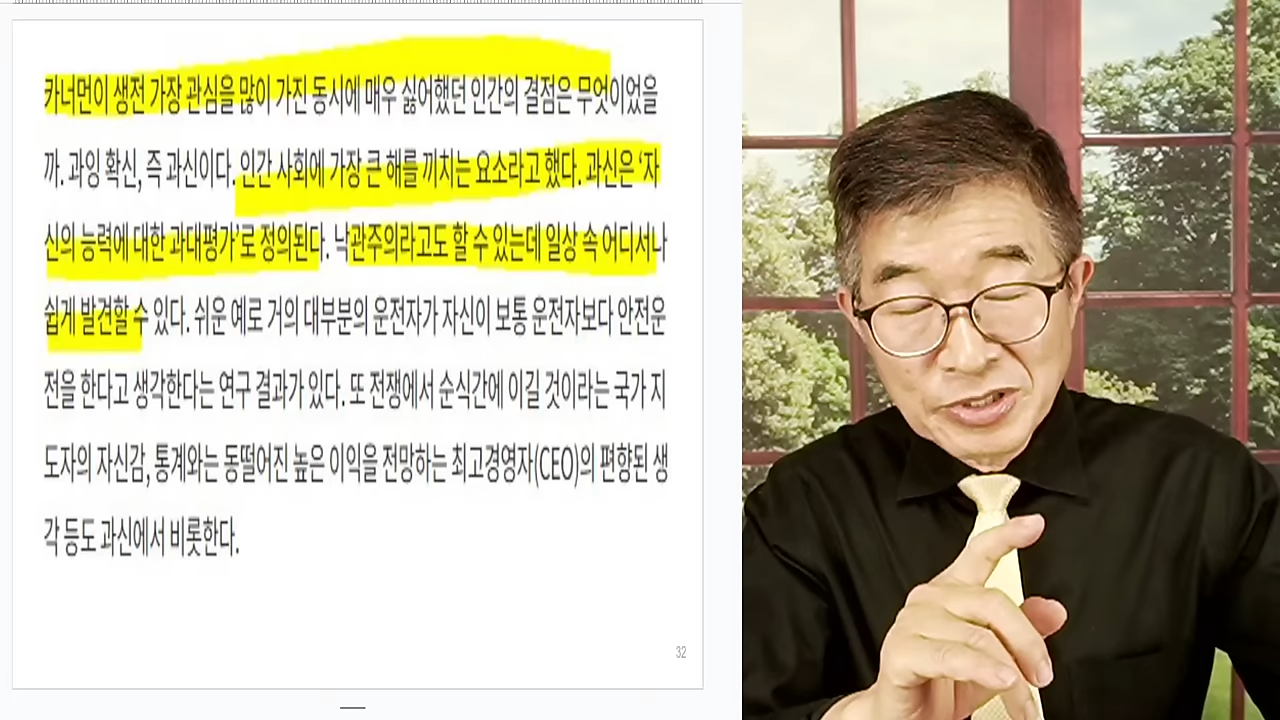 카너먼이 생전 가장 관심을 많이 가진 동시에 매우 싫어했던 인간의 결점은 무엇이었을
까. 과잉 확신, 즉 과신이다. 인간 사회에 가장 큰 해를 끼치는 요소라고 했다. 과신은 ‘자
신의 능력에 대한 과대평가’로 정의된다. 낙관주의라고도 할 수 있는데 일상 속 어디서나
쉽게 발견할 수 있다. 쉬운 예로 거의 대부분의 운전자가 자신이 보통 운전자보다 안전운
전을 한다고 생각한다는 연구 결과가 있다. 또 전쟁에서 순식간에 이길 것이라는 국가 지
도자의 자신감, 통계와는 동떨어진 높은 이익을 전망하는 최고경영자(CEO)의 편향된 생
각 등도 과신에서 비롯한다.
32